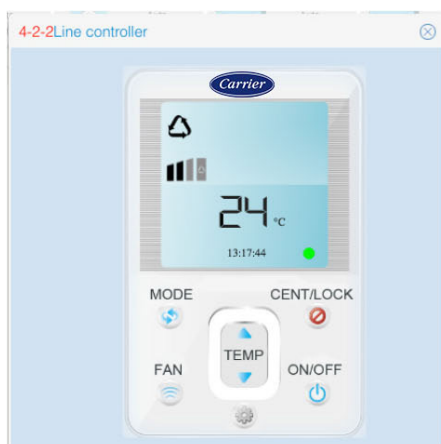 4-2-2Line controller
Carrier
24 °C
13:17:44
MODE
CENT/LOCK
TEMP
FAN
ON/OFF